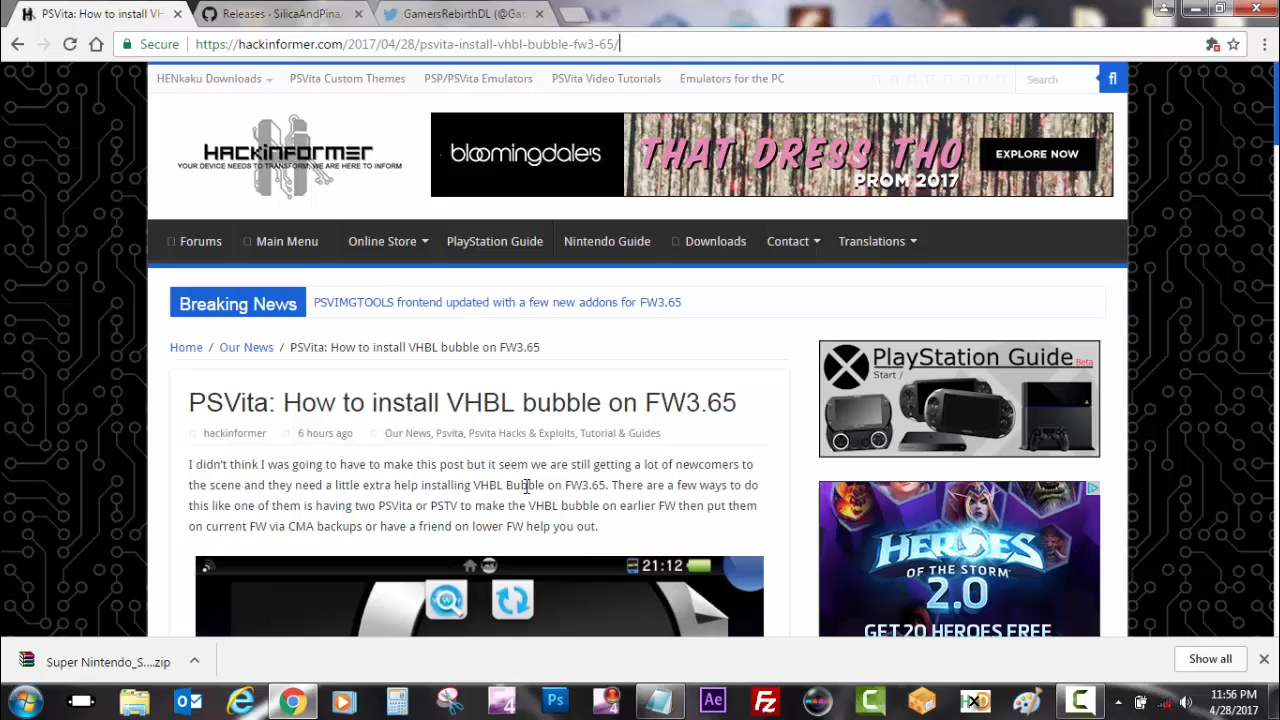 PSVita: How to install VH
Releases - SilicaAndPina
GamersRebirthDL (@Ga
Secure
https://hackinformer.com/2017/04/28/psvita-install-vhbl-bubble-fw3-65/
HENkaku Downloads
PSVita Custom Themes
PSP/PSVita Emulators
PSVita Video Tutorials
Emulators for the PC
Search
HACKINFORMER
YOUR DEVICE NEEDS TO TRANSFORM, WE ARE HERE TO INFORM
bloomingdale's
THAT DRESS THO
PROM 2017
EXPLORE NOW
Forums
Main Menu
Online Store
PlayStation Guide
Nintendo Guide
Downloads
Contact
Translations
Breaking News
PSVIMGTOOLS frontend updated with a few new addons for FW3.65
Home / Our News / PSVita: How to install VHBL bubble on FW3.65
PlayStation Guide Beta
Start /
PSVita: How to install VHBL bubble on FW3.65
hackinformer
6 hours ago
Our News, Psvita, Psvita Hacks & Exploits, Tutorial & Guides
I didn't think I was going to have to make this post but it seem we are still getting a lot of newcomers to
the scene and they need a little extra help installing VHBL Bubble on FW3.65. There are a few ways to do
this like one of them is having two PSVita or PSTV to make the VHBL bubble on earlier FW then put them
on current FW via CMA backups or have a friend on lower FW help you out.
21:12
HEROES
OF THE STORM
2.0
GET 20 HEROES FREE
Super Nintendo_S....zip
Show all
11:56 PM
4/28/2017